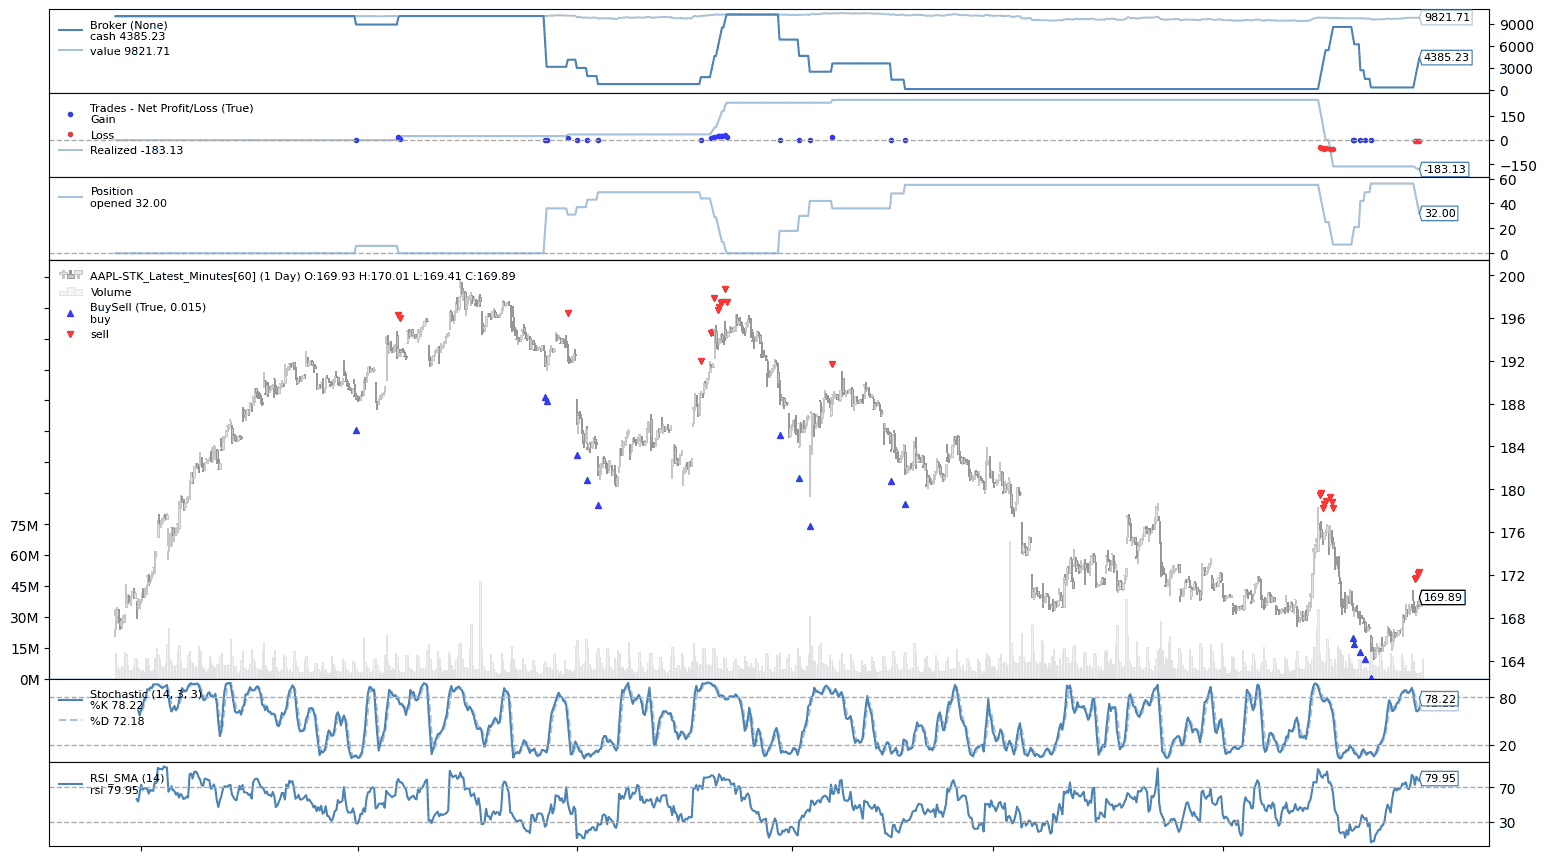 Broker (None)
cash 4385.23
value 9821.71
9821.71
9000
6000
4385.23
3000
0
Trades - Net Profit/Loss (True)
Gain
Loss
Realized -183.13
150
0
−150
-183.13
Position
opened 32.00
60
40
32.00
20
0
AAPL-STK_Latest_Minutes[60] (1 Day) O:169.93 H:170.01 L:169.41 C:169.89
Volume
BuySell (True, 0.015)
buy
sell
200
196
192
188
184
180
176
172
169.89
168
164
75M
60M
45M
30M
15M
0M
Stochastic (14, 3, 3)
%K 78.22
%D 72.18
80
78.22
20
RSI_SMA (14)
rsi 79.95
79.95
70
30